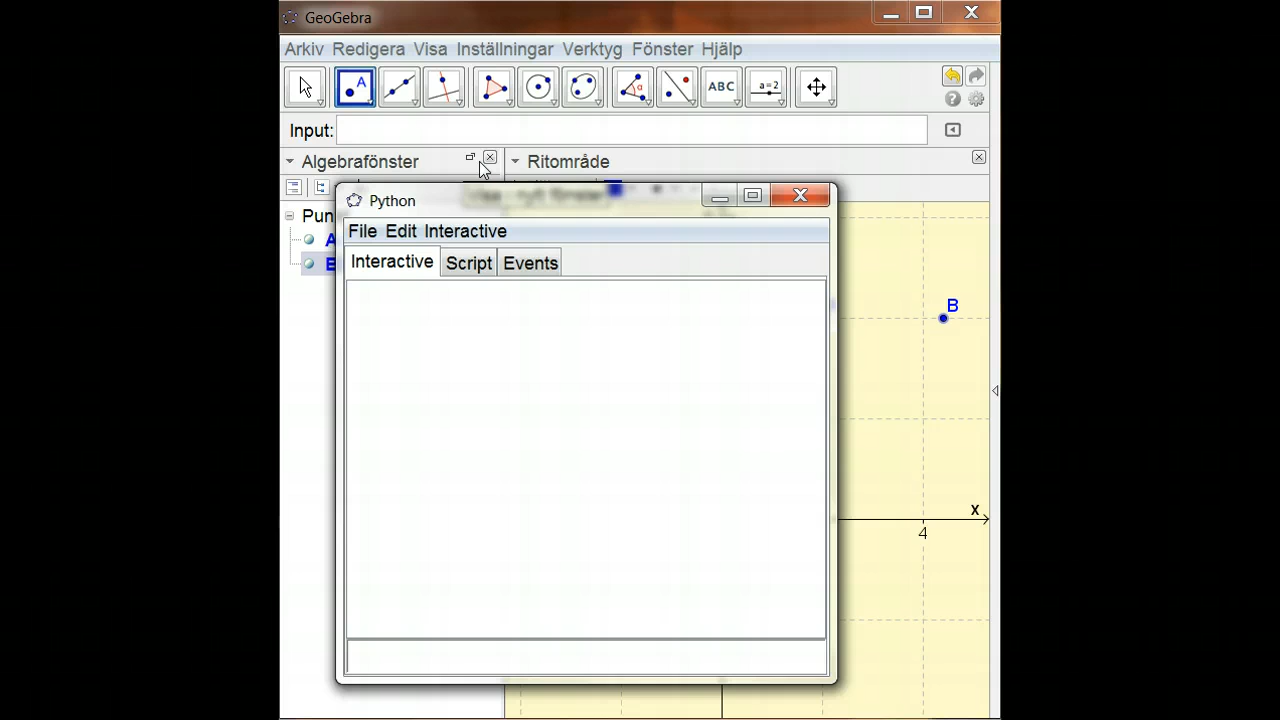 GeoGebra
Arkiv Redigera Visa Inställningar Verktyg Fönster Hjälp
A
α
ABC
a=2
Input:
Algebrafönster
Ritområde
Python
File Edit Interactive
Interactive Script Events
B
x
4